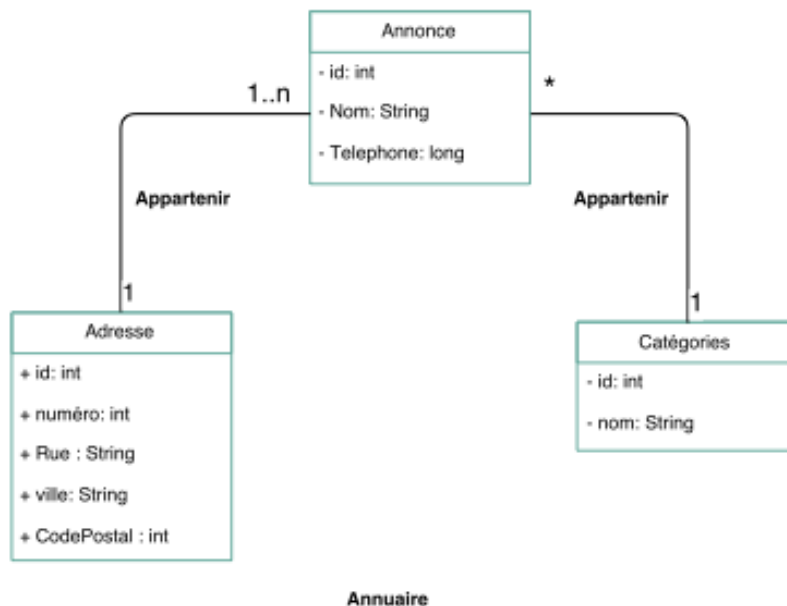 Annonce
- id: int
- Nom: String
- Telephone: long
1..n
*
Appartenir
Appartenir
1
1
Adresse
+ id: int
+ numéro: int
+ Rue : String
+ ville: String
+ CodePostal : int
Catégories
- id: int
- nom: String
Annuaire